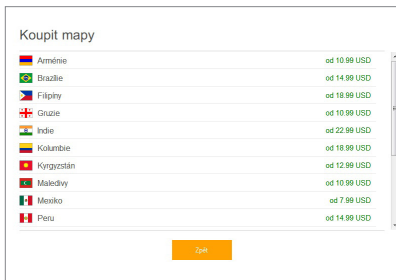 Koupit mapy
Arménie od 10.99 USD
Brazílie od 14.99 USD
Filipíny od 18.99 USD
Gruzie od 10.99 USD
Indie od 22.99 USD
Kolumbie od 18.99 USD
Kyrgyzstán od 12.99 USD
Maledivy od 10.99 USD
Mexiko od 7.99 USD
Peru od 14.99 USD
Zpět